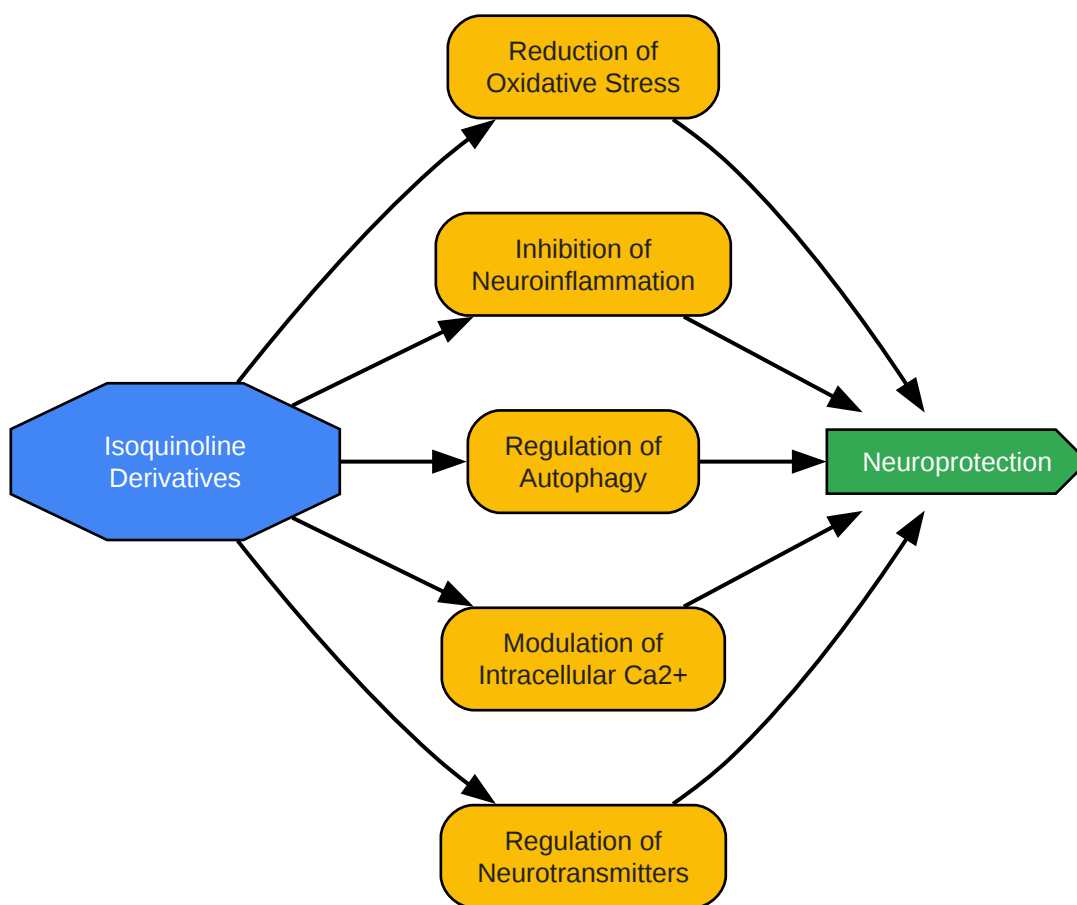 Reduction of
Oxidative Stress
Inhibition of
Neuroinflammation
Isoquinoline
Derivatives
Regulation of
Autophagy
Neuroprotection
Modulation of
Intracellular Ca2+
Regulation of
Neurotransmitters